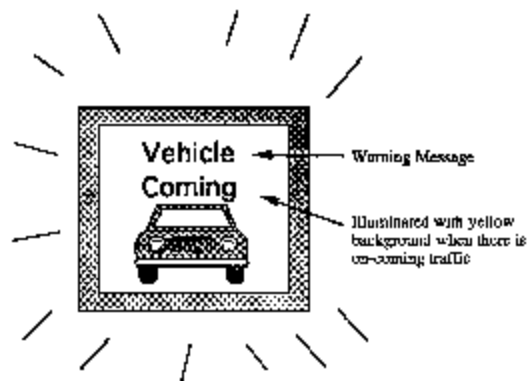 Vehicle
Coming
Warning Message
Illuminated with yellow
background when there is
on-coming traffic